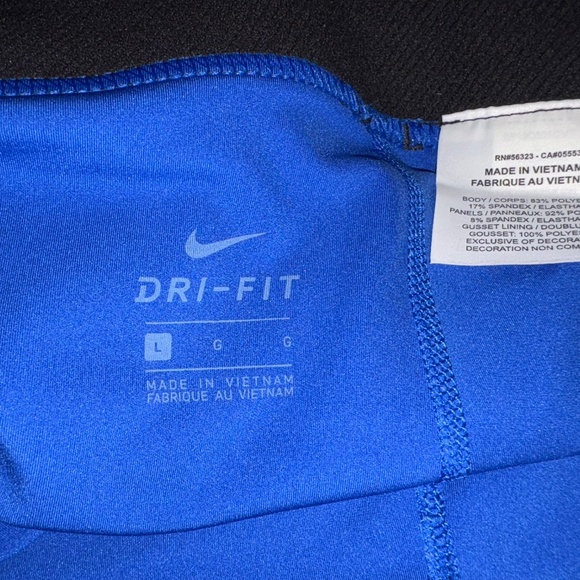 DRI-FIT
L G G
MADE IN VIETNAM
FABRIQUE AU VIETNAM
RN#56323 - CA#05553
MADE IN VIETNAM
FABRIQUE AU VIETN
BODY / CORPS: 83% POLYE
17% SPANDEX / ELASTHA
PANELS / PANNEAUX: 92% PO
8% SPANDEX / ELASTHA
GUSSET LINING / DOUBLU
GOUSSET: 100% POLYE
EXCLUSIVE OF DECORA
DECORATION NON COM